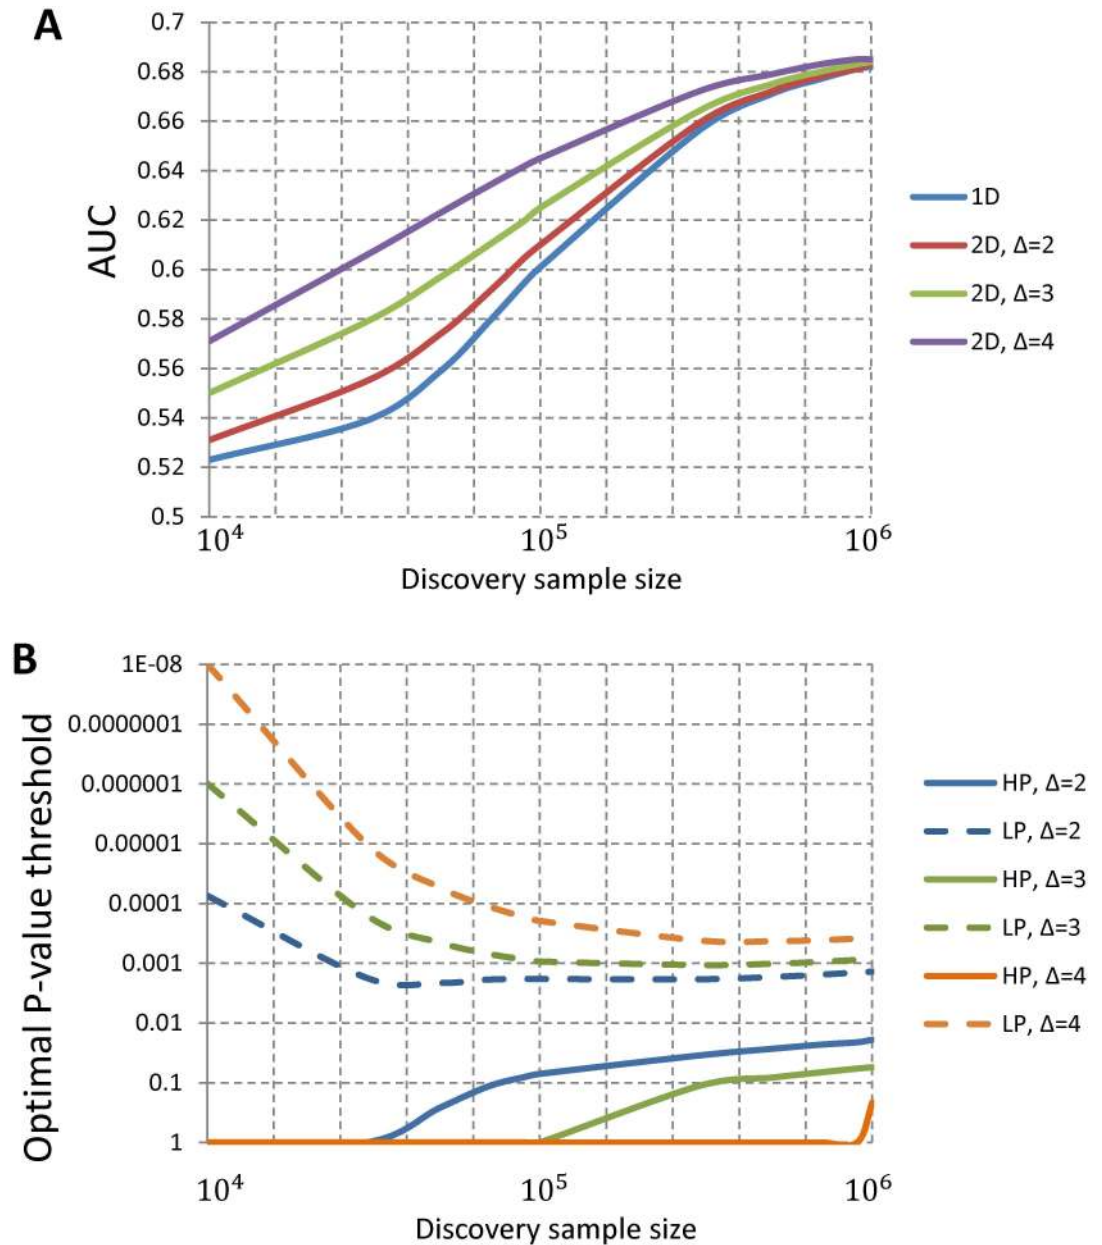 A
AUC
0.7
0.68
0.66
0.64
0.62
0.6
0.58
0.56
0.54
0.52
0.5
10⁴
10⁵
10⁶
Discovery sample size
1D
2D, Δ=2
2D, Δ=3
2D, Δ=4
B
Optimal P-value threshold
1E-08
0.0000001
0.000001
0.00001
0.0001
0.001
0.01
0.1
1
10⁴
10⁵
10⁶
Discovery sample size
HP, Δ=2
LP, Δ=2
HP, Δ=3
LP, Δ=3
HP, Δ=4
LP, Δ=4